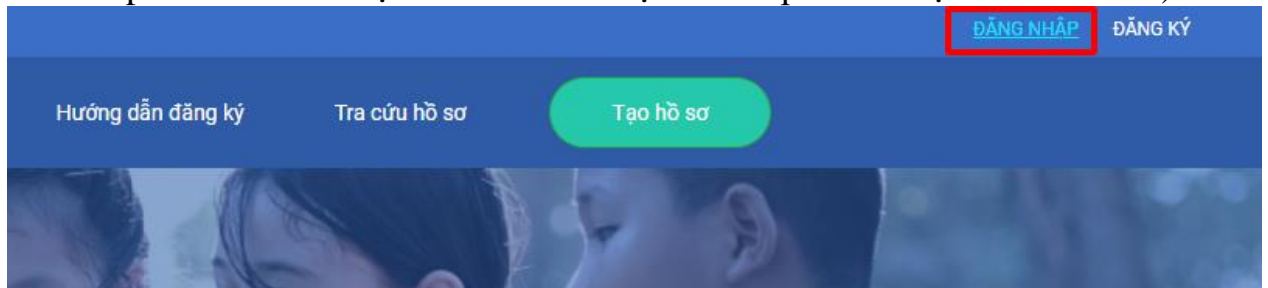 ĐĂNG NHẬP ĐĂNG KÝ
Hướng dẫn đăng ký Tra cứu hồ sơ Tạo hồ sơ